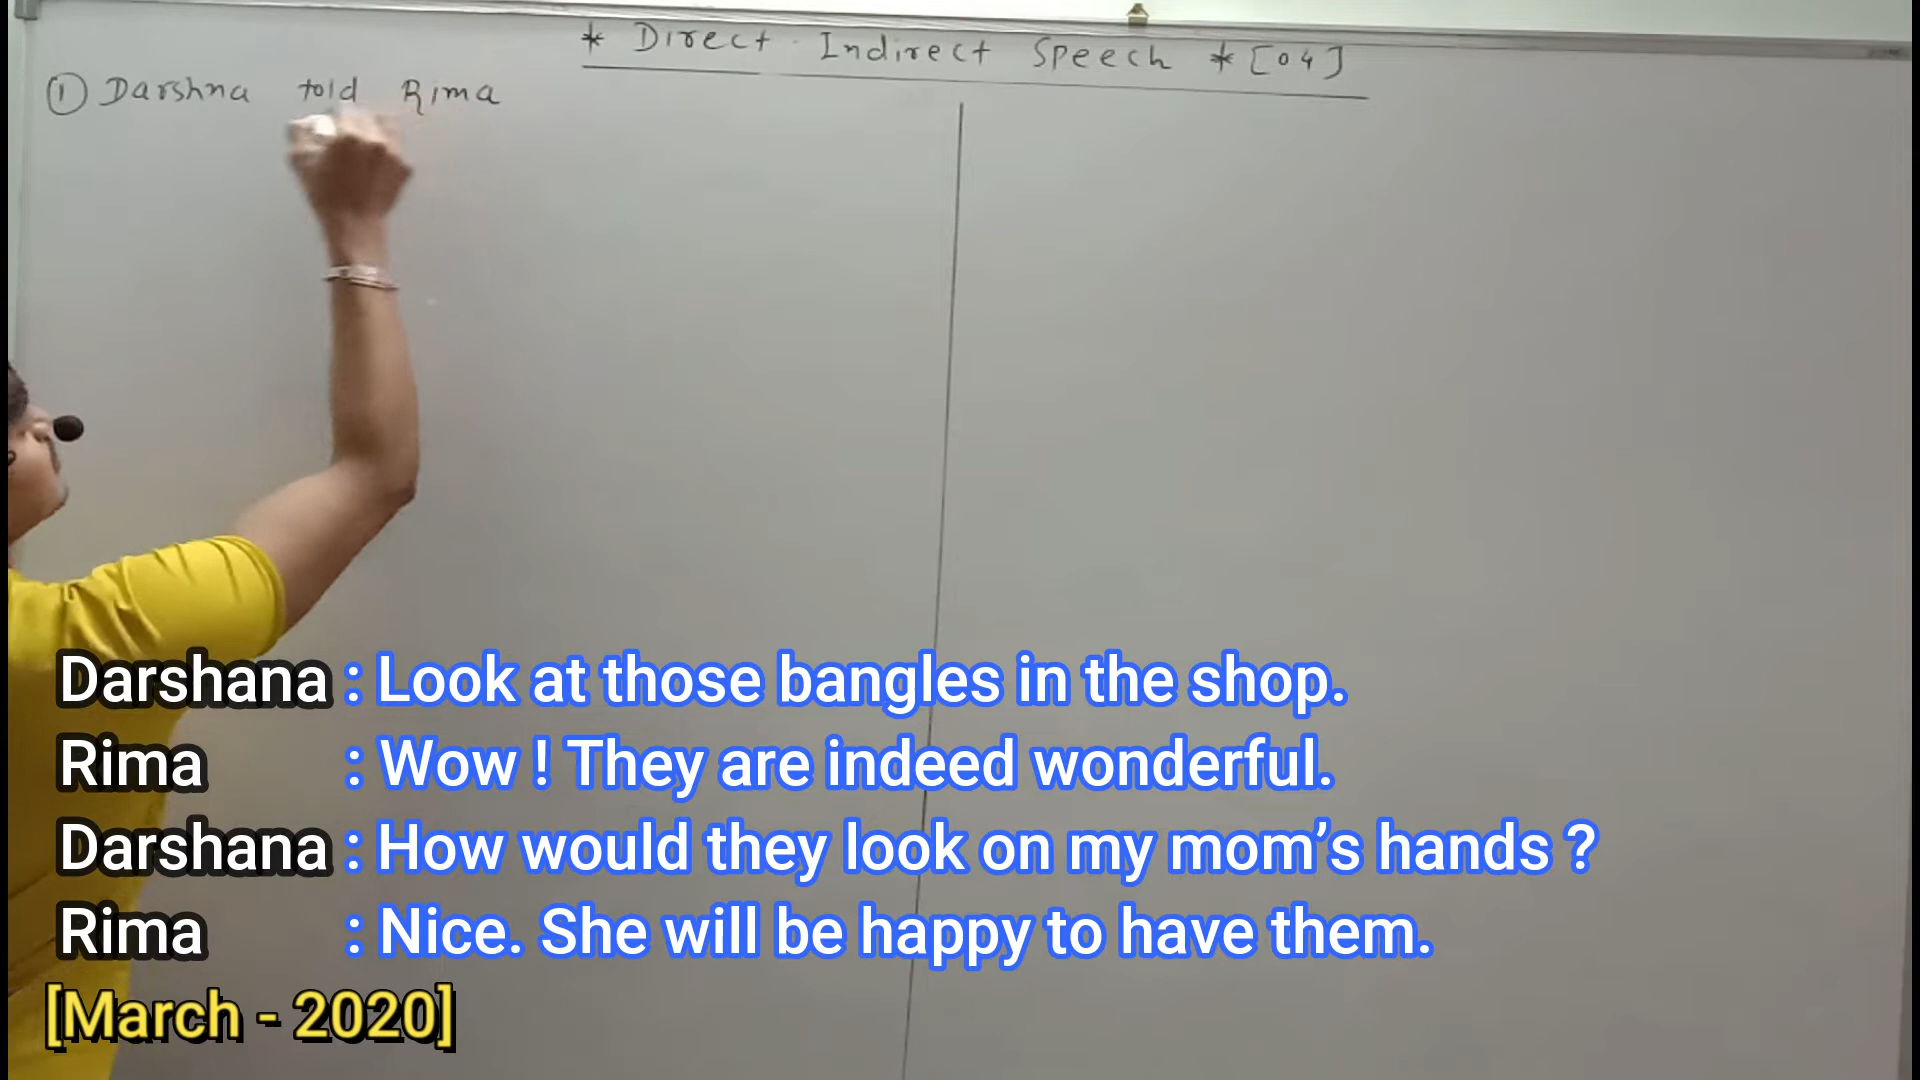 * Direct - Indirect Speech * [04]
① Darshna told Rima
Darshana : Look at those bangles in the shop.
Rima : Wow ! They are indeed wonderful.
Darshana : How would they look on my mom's hands ?
Rima : Nice. She will be happy to have them.
[March - 2020]